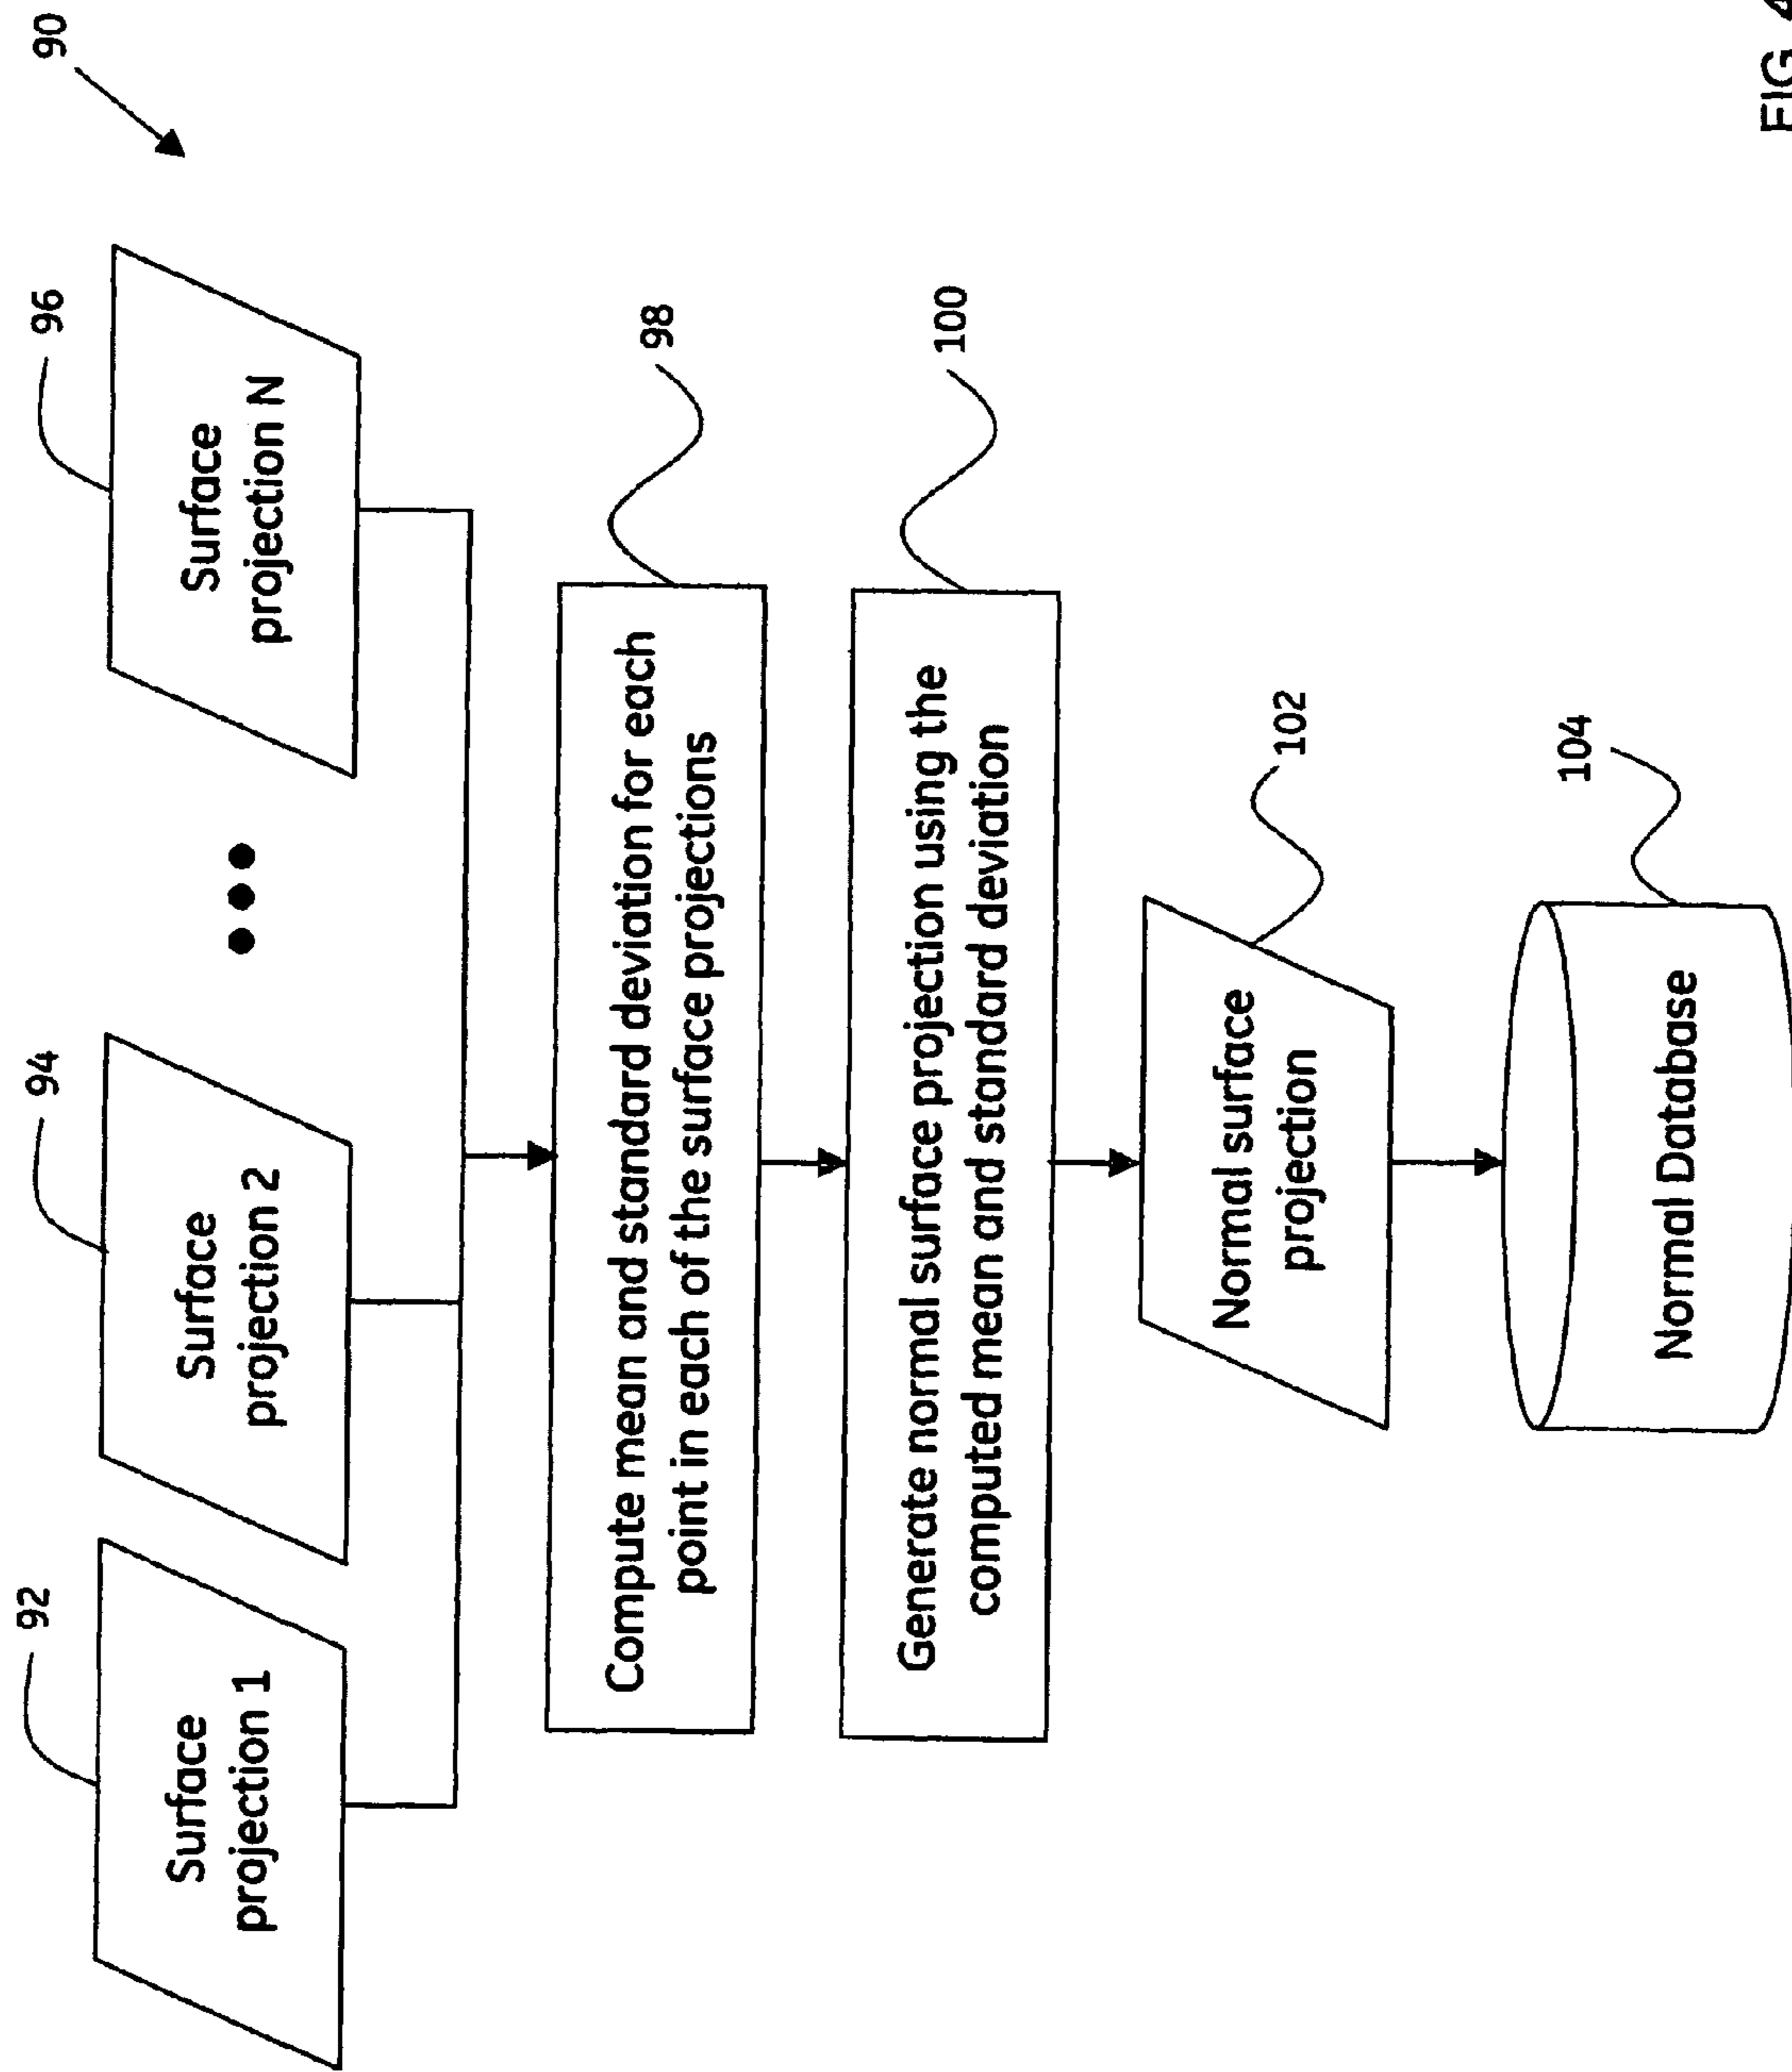 90
92
94
96
Surface
projection 1
Surface
projection 2
Surface
projection N
98
Compute mean and standard deviation for each
point in each of the surface projections
100
Generate normal surface projection using the
computed mean and standard deviation
102
Normal surface
projection
104
Normal Database
FIG. 4